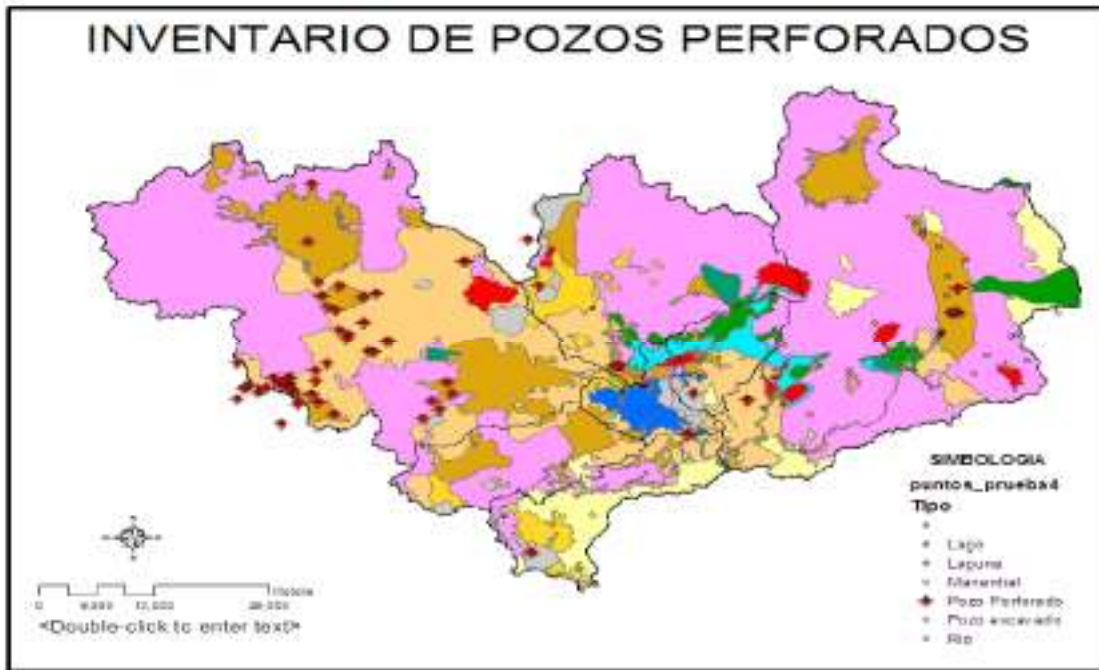 INVENTARIO DE POZOS PERFORADOS
SIMBOLOGIA
puntos_prueba4
Tipo
Lago
Laguna
Manantial
Pozo Perforado
Pozo excavado
Rio
0
<Double-click to enter text>